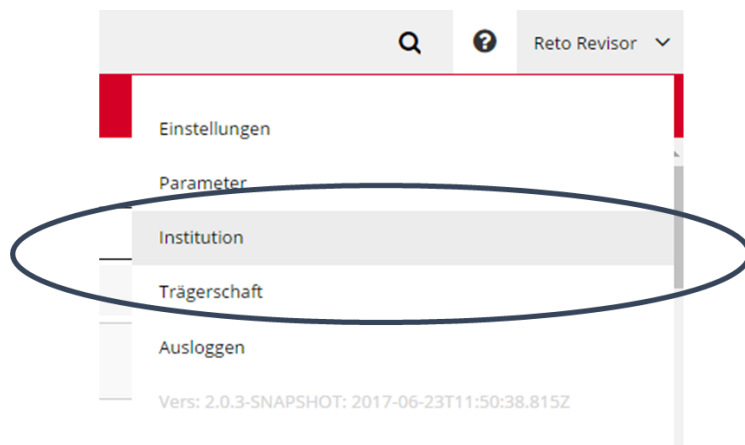 Reto Revisor
Einstellungen
Parameter
Institution
Trägerschaft
Ausloggen
Vers: 2.0.3-SNAPSHOT: 2017-06-23T11:50:38.815Z